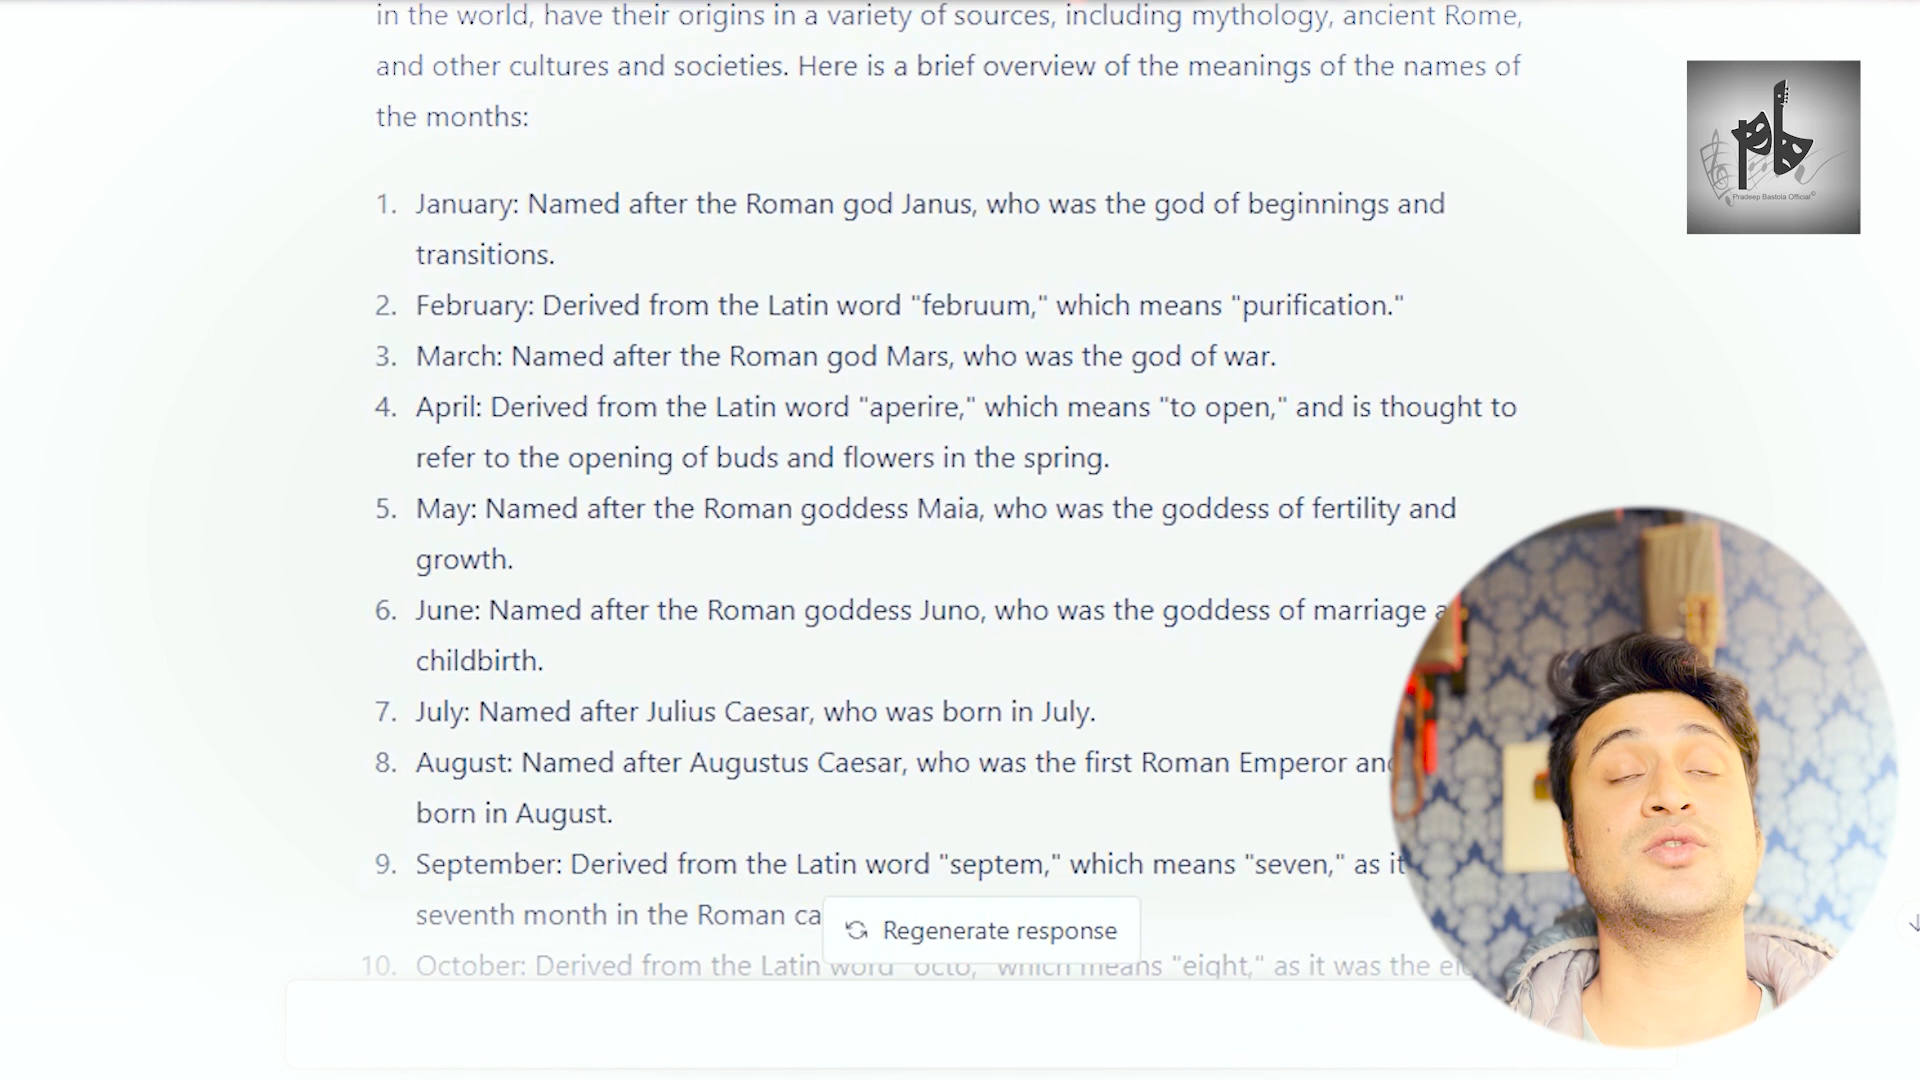 in the world, have their origins in a variety of sources, including mythology, ancient Rome,
and other cultures and societies. Here is a brief overview of the meanings of the names of
the months:
1. January: Named after the Roman god Janus, who was the god of beginnings and
transitions.
2. February: Derived from the Latin word "februum," which means "purification."
3. March: Named after the Roman god Mars, who was the god of war.
4. April: Derived from the Latin word "aperire," which means "to open," and is thought to
refer to the opening of buds and flowers in the spring.
5. May: Named after the Roman goddess Maia, who was the goddess of fertility and
growth.
6. June: Named after the Roman goddess Juno, who was the goddess of marriage
childbirth.
7. July: Named after Julius Caesar, who was born in July.
8. August: Named after Augustus Caesar, who was the first Roman Emperor and
born in August.
9. September: Derived from the Latin word "septem," which means "seven," as it
seventh month in the Roman ca
Regenerate response
10. October: Derived from the Latin word "octo," which means "eight," as it was the
pb
Pradeep Bastola Official©